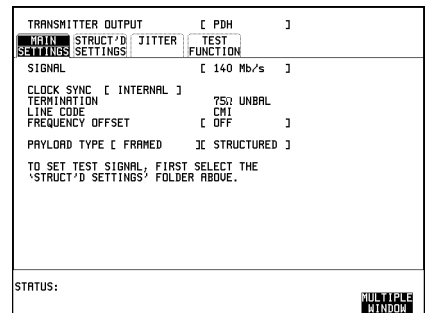 TRANSMITTER OUTPUT [ PDH ]
MAIN SETTINGS STRUCT'D SETTINGS JITTER TEST FUNCTION
SIGNAL [ 140 Mb/s ]
CLOCK SYNC [ INTERNAL ]
TERMINATION 75Ω UNBAL
LINE CODE CMI
FREQUENCY OFFSET [ OFF ]
PAYLOAD TYPE [ FRAMED ][ STRUCTURED ]
TO SET TEST SIGNAL, FIRST SELECT THE
'STRUCT'D SETTINGS' FOLDER ABOVE.
STATUS:
MULTIPLE
WINDOW